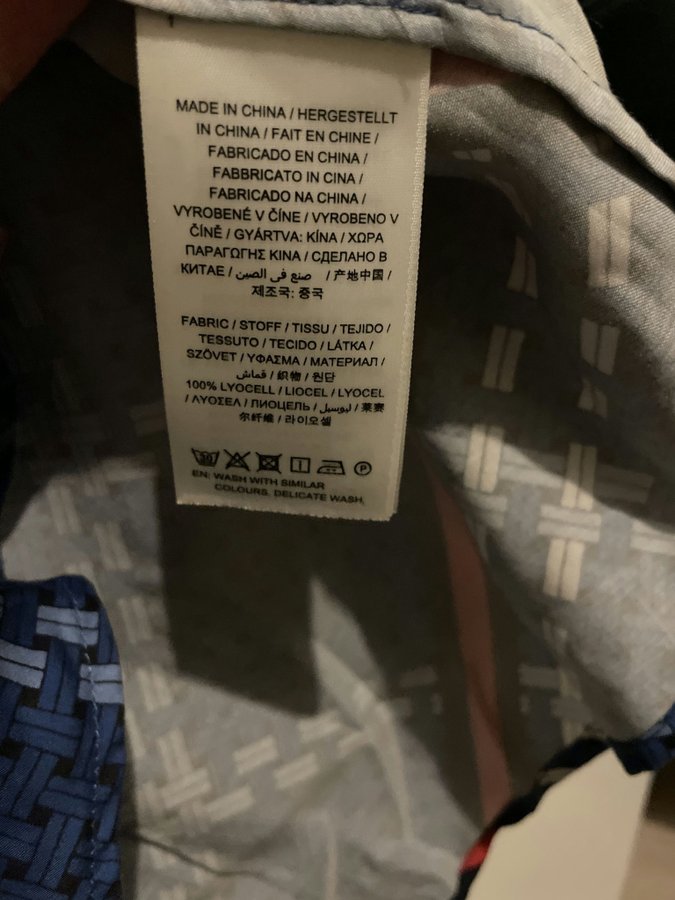 MADE IN CHINA / HERGESTELLT
IN CHINA / FAIT EN CHINE /
FABRICADO EN CHINA /
FABBRICATO IN CINA /
FABRICADO NA CHINA /
VYROBENÉ V ČÍNE / VYROBENO V
ČÍNĚ / GYÁRTVA: KÍNA / ΧΩΡΑ
ΠΑΡΑΓΩΓΗΣ ΚΙΝΑ / СДЕЛАНО В
КИТАЕ / صنع في الصين / 产地中国 /
제조국: 중국
FABRIC / STOFF / TISSU / TEJIDO /
TESSUTO / TECIDO / LÁTKA /
SZÖVET / ΥΦΑΣΜΑ / МАТЕРИАЛ /
قماش / 织物 / 원단
100% LYOCELL / LIOCEL / LYOCEL
/ ΛΥΟΣΕΛ / ЛИОЦЕЛЬ / ليوسيل / 莱赛
尔纤维 / 라이오셀
30 P
EN: WASH WITH SIMILAR
COLOURS, DELICATE WASH,